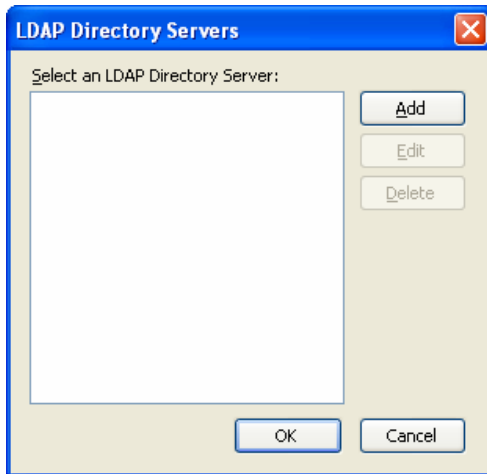 LDAP Directory Servers
Select an LDAP Directory Server:
Add
Edit
Delete
OK Cancel